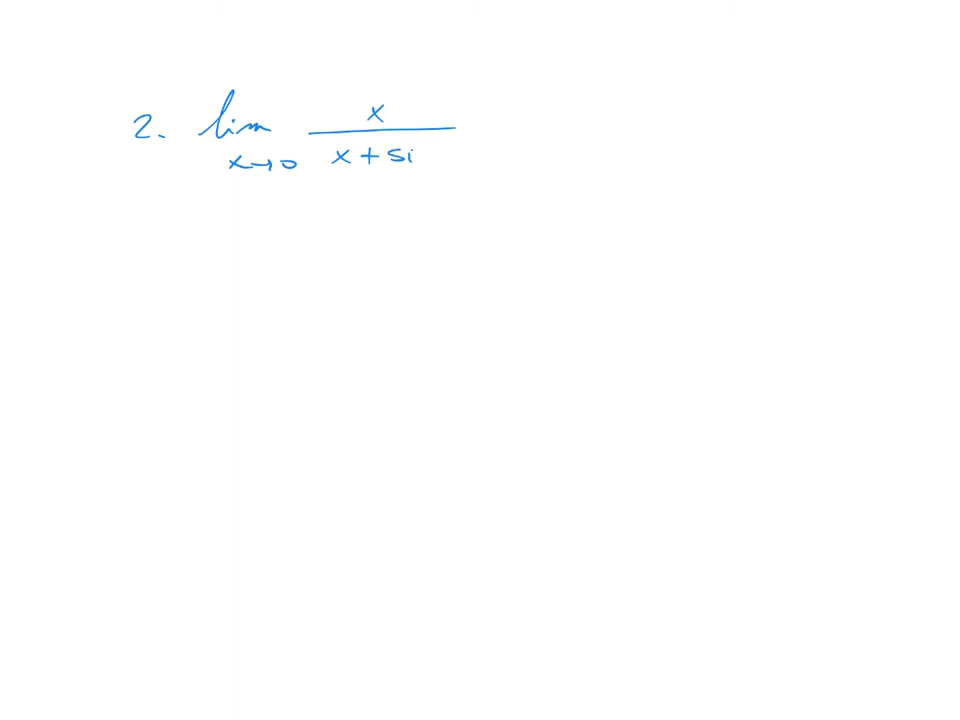 2. lim x→0 x / (x + si